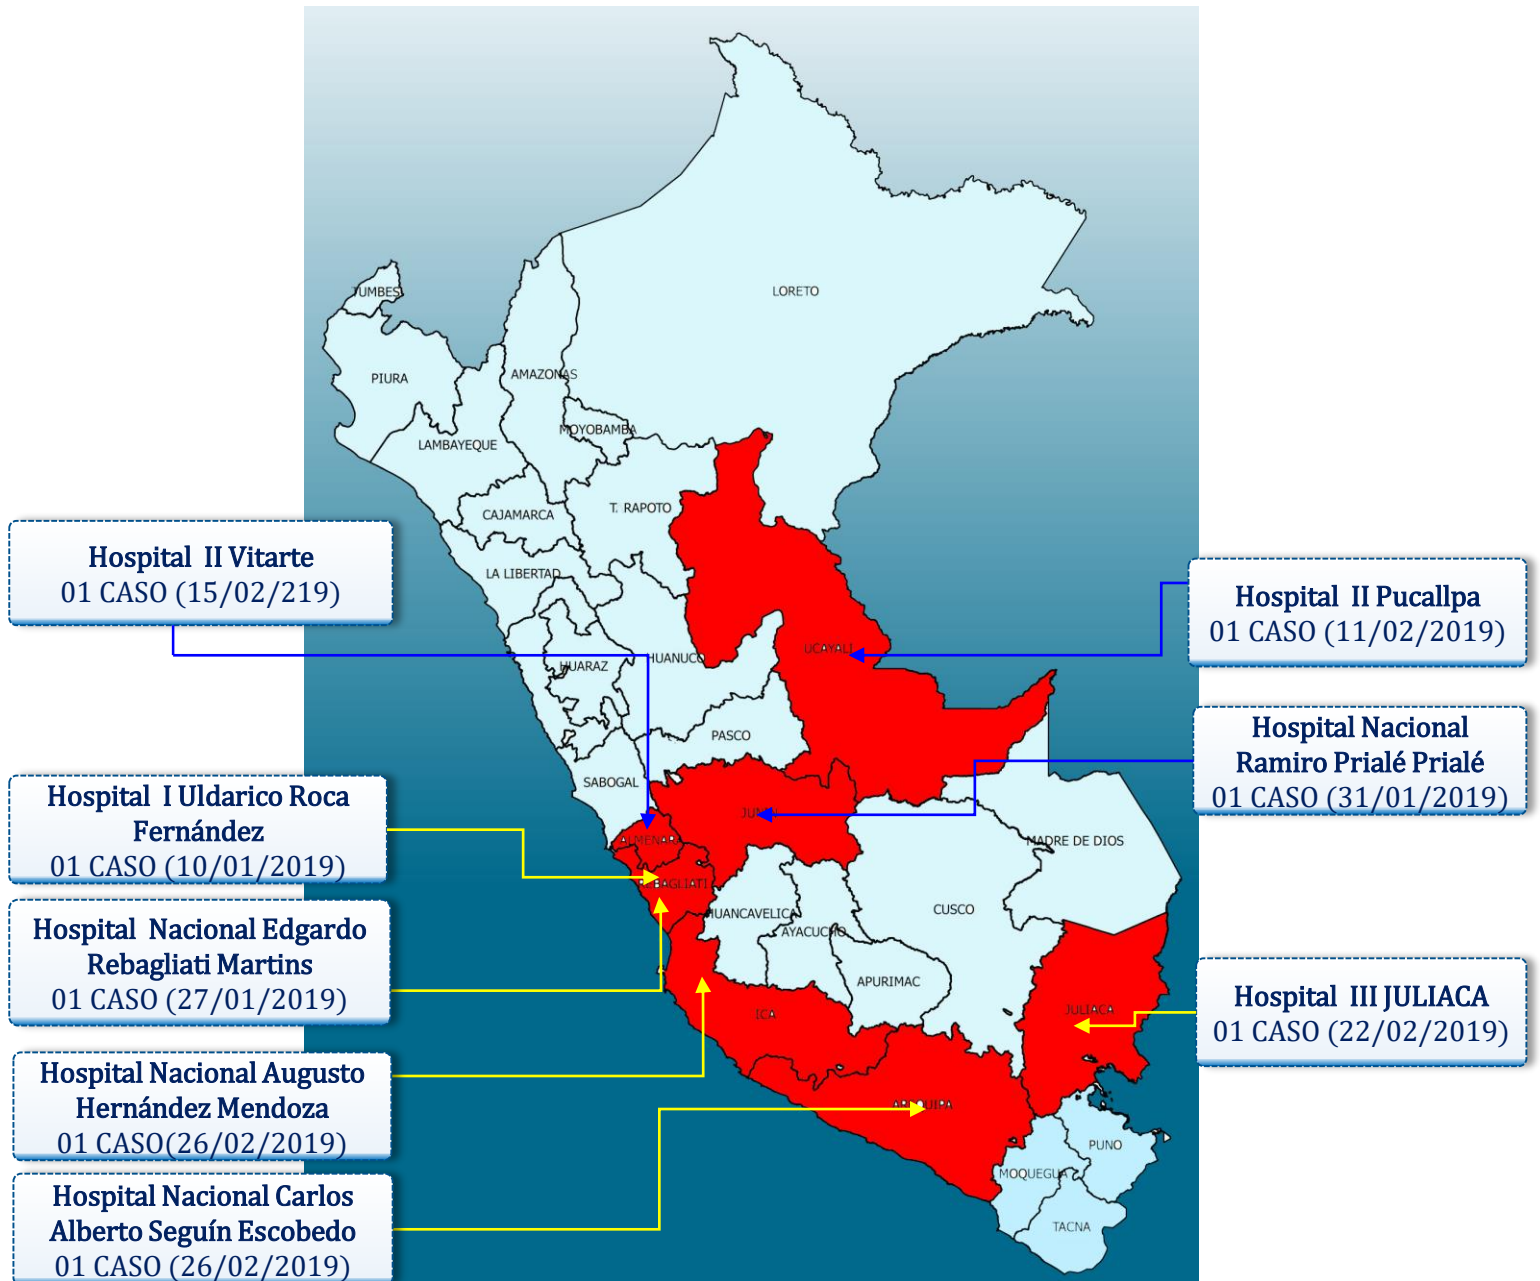 LORETO
TUMBES
PIURA
AMAZONAS
MOYOBAMBA
LAMBAYEQUE
CAJAMARCA
T. RAPOTO
LA LIBERTAD
HUARAZ
HUANUCO
UCAYALI
PASCO
SABOGAL
JUNIN
ALMENARA
REBAGLIATI
MADRE DE DIOS
HUANCAVELICA
AYACUCHO
CUSCO
APURIMAC
ICA
JULIACA
AREQUIPA
PUNO
MOQUEGUA
TACNA
Hospital II Vitarte
01 CASO (15/02/219)
Hospital I Uldarico Roca
Fernández
01 CASO (10/01/2019)
Hospital Nacional Edgardo
Rebagliati Martins
01 CASO (27/01/2019)
Hospital Nacional Augusto
Hernández Mendoza
01 CASO(26/02/2019)
Hospital Nacional Carlos
Alberto Seguín Escobedo
01 CASO (26/02/2019)
Hospital II Pucallpa
01 CASO (11/02/2019)
Hospital Nacional
Ramiro Prialé Prialé
01 CASO (31/01/2019)
Hospital III JULIACA
01 CASO (22/02/2019)